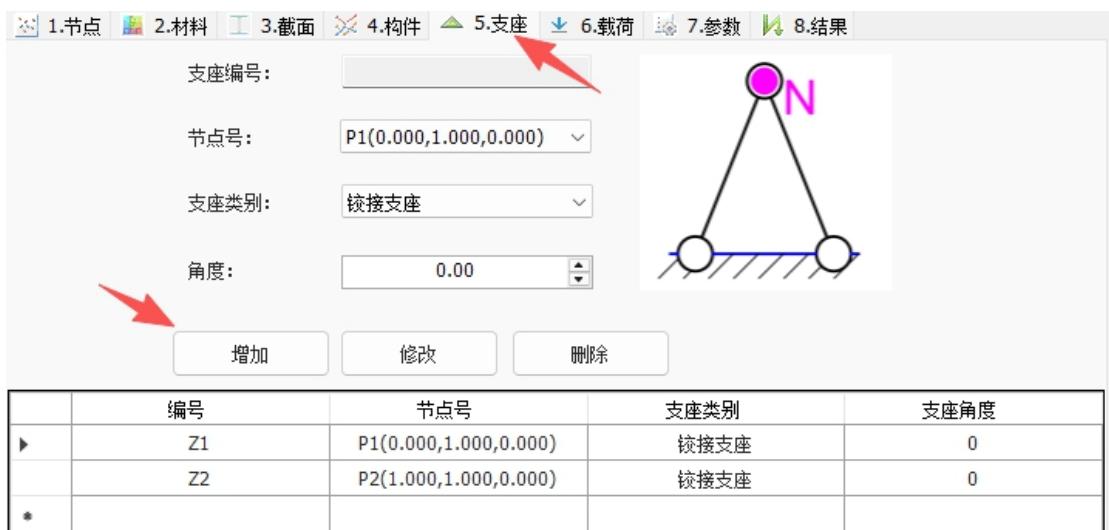 1.节点 2.材料 3.截面 4.构件 5.支座 6.载荷 7.参数 8.结果
支座编号:
N
节点号: P1(0.000,1.000,0.000)
支座类别: 铰接支座
角度: 0.00
增加 修改 删除
编号 节点号 支座类别 支座角度
Z1 P1(0.000,1.000,0.000) 铰接支座 0
Z2 P2(1.000,1.000,0.000) 铰接支座 0